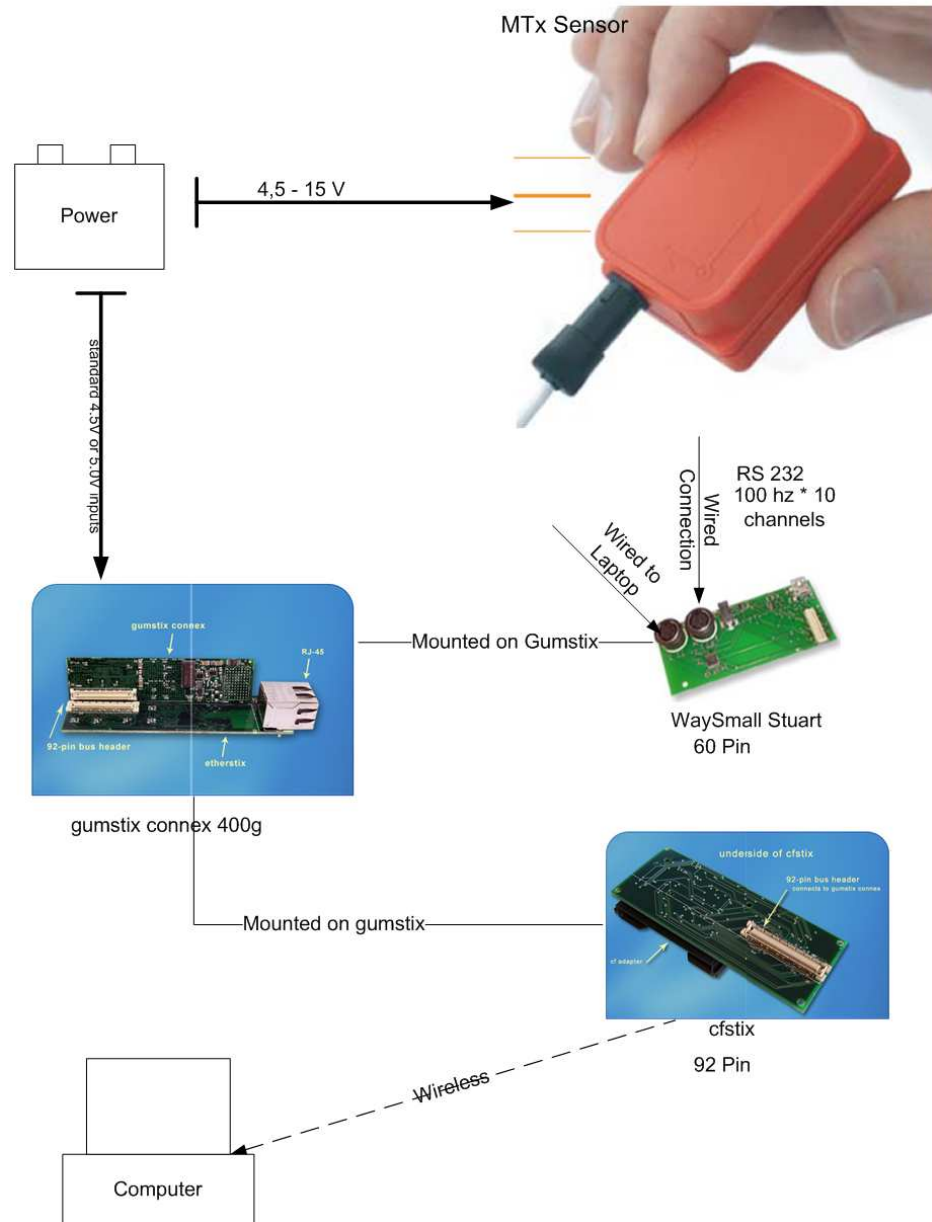 MTx Sensor
4,5 - 15 V
Power
standard 4.5V or 5.0V inputs
Wired
Connection
RS 232
100 hz * 10
channels
Wired to
Laptop
gumstix connex
RJ-45
92-pin bus header
etherstix
Mounted on Gumstix
WaySmall Stuart
60 Pin
gumstix connex 400g
underside of cfstix
92-pin bus header
connects to gumstix connex
cf adapter
Mounted on gumstix
cfstix
92 Pin
Wireless
Computer